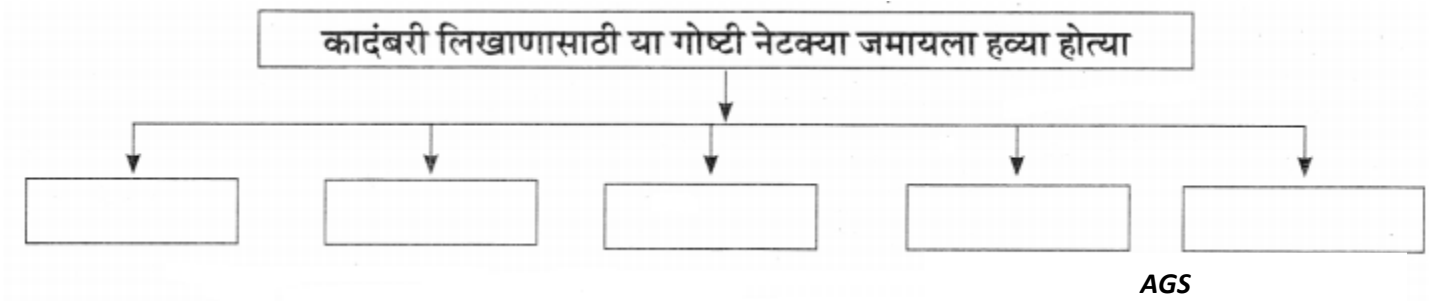 कादंबरी लिखाणासाठी या गोष्टी नेटक्या जमायला हव्या होत्या
AGS